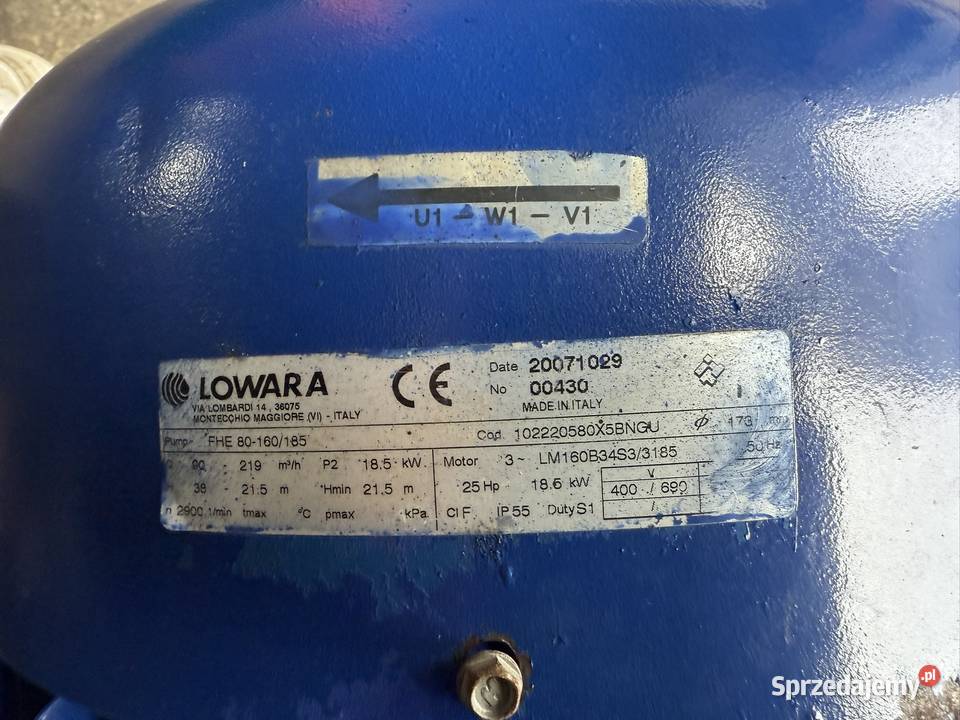 U1 - W1 - V1
LOWARA
VIA LOMBARDI 14, 36075
MONTECCHIO MAGGIORE (VI) - ITALY
CE
Date 20071029
No 00430
MADE IN ITALY
Pump FHE 80-160/185 Cod. 102220580X5BNGU Ø 173
- 219 m³/h P2 18.5 kW
38 - 21.5 m Hmin 21.5 m
n 2900 1/min tmax °C pmax kPa
Motor 3~ LM160B34S3/3185 50 Hz
25 Hp 18.5 kW V
400 / 690
Cl F IP 55 Duty S1 /
Sprzedajemy.pl